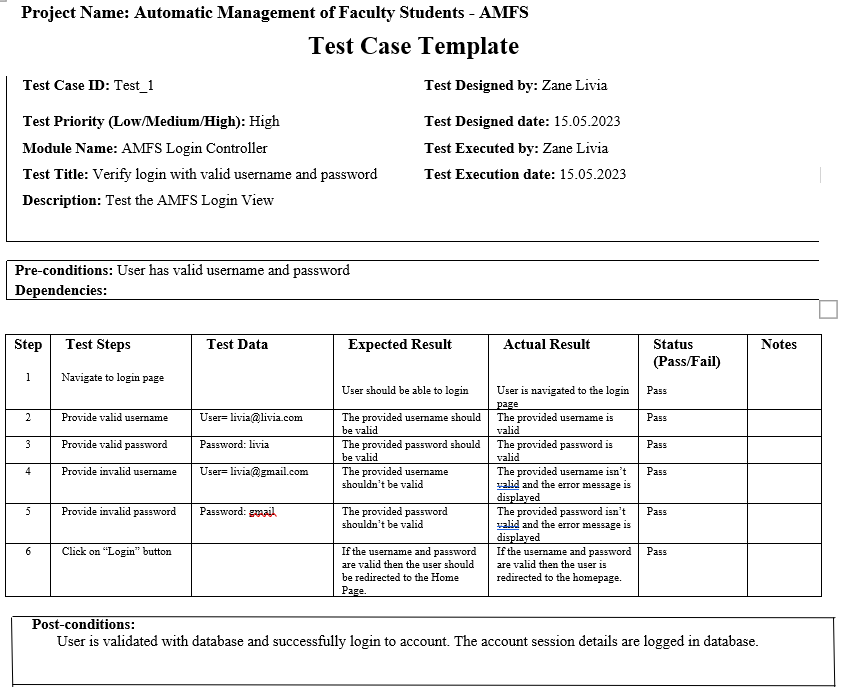 Project Name: Automatic Management of Faculty Students - AMFS
Test Case Template
Test Case ID: Test_1
Test Designed by: Zane Livia
Test Priority (Low/Medium/High): High
Test Designed date: 15.05.2023
Module Name: AMFS Login Controller
Test Executed by: Zane Livia
Test Title: Verify login with valid username and password
Test Execution date: 15.05.2023
Description: Test the AMFS Login View
Pre-conditions: User has valid username and password
Dependencies:
Step
Test Steps
Test Data
Expected Result
Actual Result
Status
(Pass/Fail)
Notes
1
Navigate to login page
User should be able to login
User is navigated to the login
page
Pass
2
Provide valid username
User= livia@livia.com
The provided username should
be valid
The provided username is
valid
Pass
3
Provide valid password
Password: livia
The provided password should
be valid
The provided password is
valid
Pass
4
Provide invalid username
User= livia@gmail.com
The provided username
shouldn't be valid
The provided username isn't
valid and the error message is
displayed
Pass
5
Provide invalid password
Password: gmail
The provided password
shouldn't be valid
The provided password isn't
valid and the error message is
displayed
Pass
6
Click on "Login" button
If the username and password
are valid then the user should
be redirected to the Home
Page.
If the username and password
are valid then the user is
redirected to the homepage.
Pass
Post-conditions:
User is validated with database and successfully login to account. The account session details are logged in database.